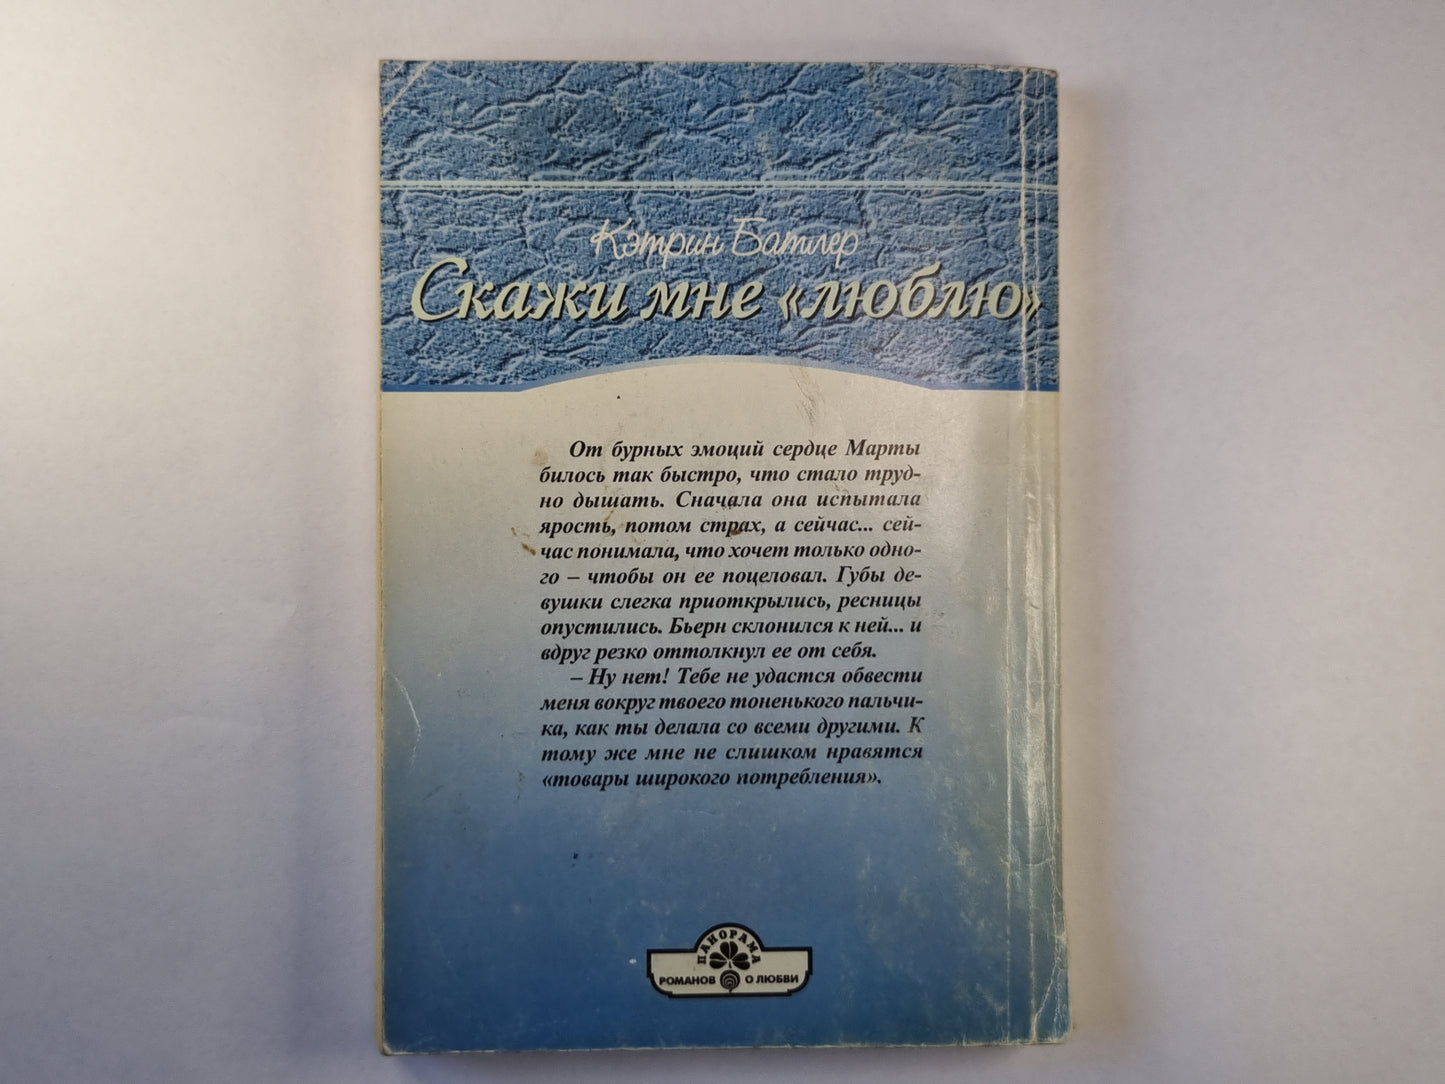 Кэтрин Батлер
Скажи мне «люблю»
От бурных эмоций сердце Марты
билось так быстро, что стало труд-
но дышать. Сначала она испытала
ярость, потом страх, а сейчас... сей-
час понимала, что хочет только одно-
го – чтобы он ее поцеловал. Губы де-
вушки слегка приоткрылись, ресницы
опустились. Бьерн склонился к ней... и
вдруг резко оттолкнул ее от себя.
– Ну нет! Тебе не удастся обвести
меня вокруг твоего тоненького пальчи-
ка, как ты делала со всеми другими. К
тому же мне не слишком нравятся
«товары широкого потребления».
ПАНОРАМА
РОМАНОВ О ЛЮБВИ